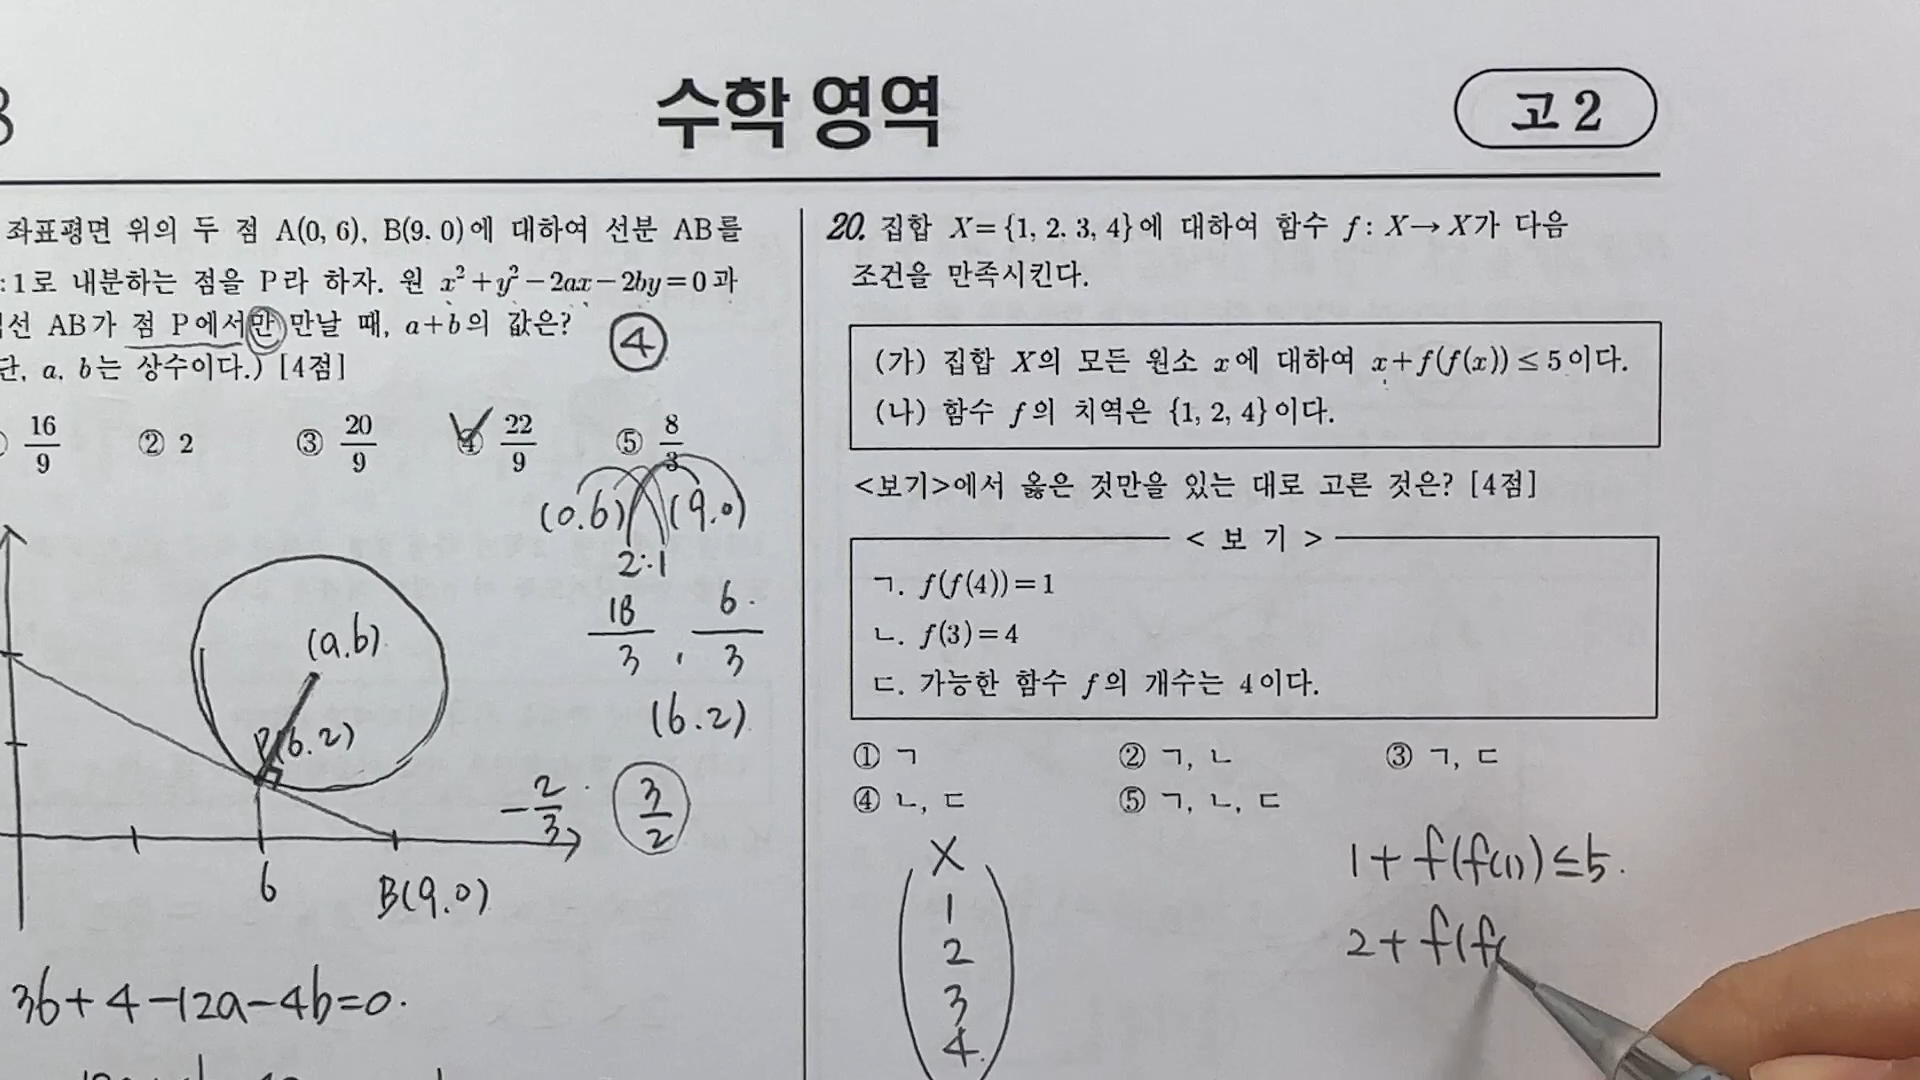 수학 영역
고 2
좌표평면 위의 두 점 A(0, 6), B(9, 0)에 대하여 선분 AB를
:1로 내분하는 점을 P라 하자. 원 x²+y²−2ax−2by=0과
선 AB가 점 P에서만 만날 때, a+b의 값은?
④
단, a, b는 상수이다.) [4점]
16/9 ② 2 ③ 20/9 ④ 22/9 ⑤ 8/3
(0.6) (9.0)
2:1
18/3 , 6/3
(6.2)
(a.b)
P(6.2)
-2/3 3/2
6
B(9.0)
36+4-12a-4b=0.
20. 집합 X={1, 2, 3, 4}에 대하여 함수 f: X→X가 다음
조건을 만족시킨다.
(가) 집합 X의 모든 원소 x에 대하여 x+f(f(x))≤5이다.
(나) 함수 f의 치역은 {1, 2, 4}이다.
<보기>에서 옳은 것만을 있는 대로 고른 것은? [4점]
< 보 기 >
ㄱ. f(f(4))=1
ㄴ. f(3)=4
ㄷ. 가능한 함수 f의 개수는 4이다.
① ㄱ ② ㄱ, ㄴ ③ ㄱ, ㄷ
④ ㄴ, ㄷ ⑤ ㄱ, ㄴ, ㄷ
X
1
2
3
4
1+f(f(1))≤5.
2+f(f(